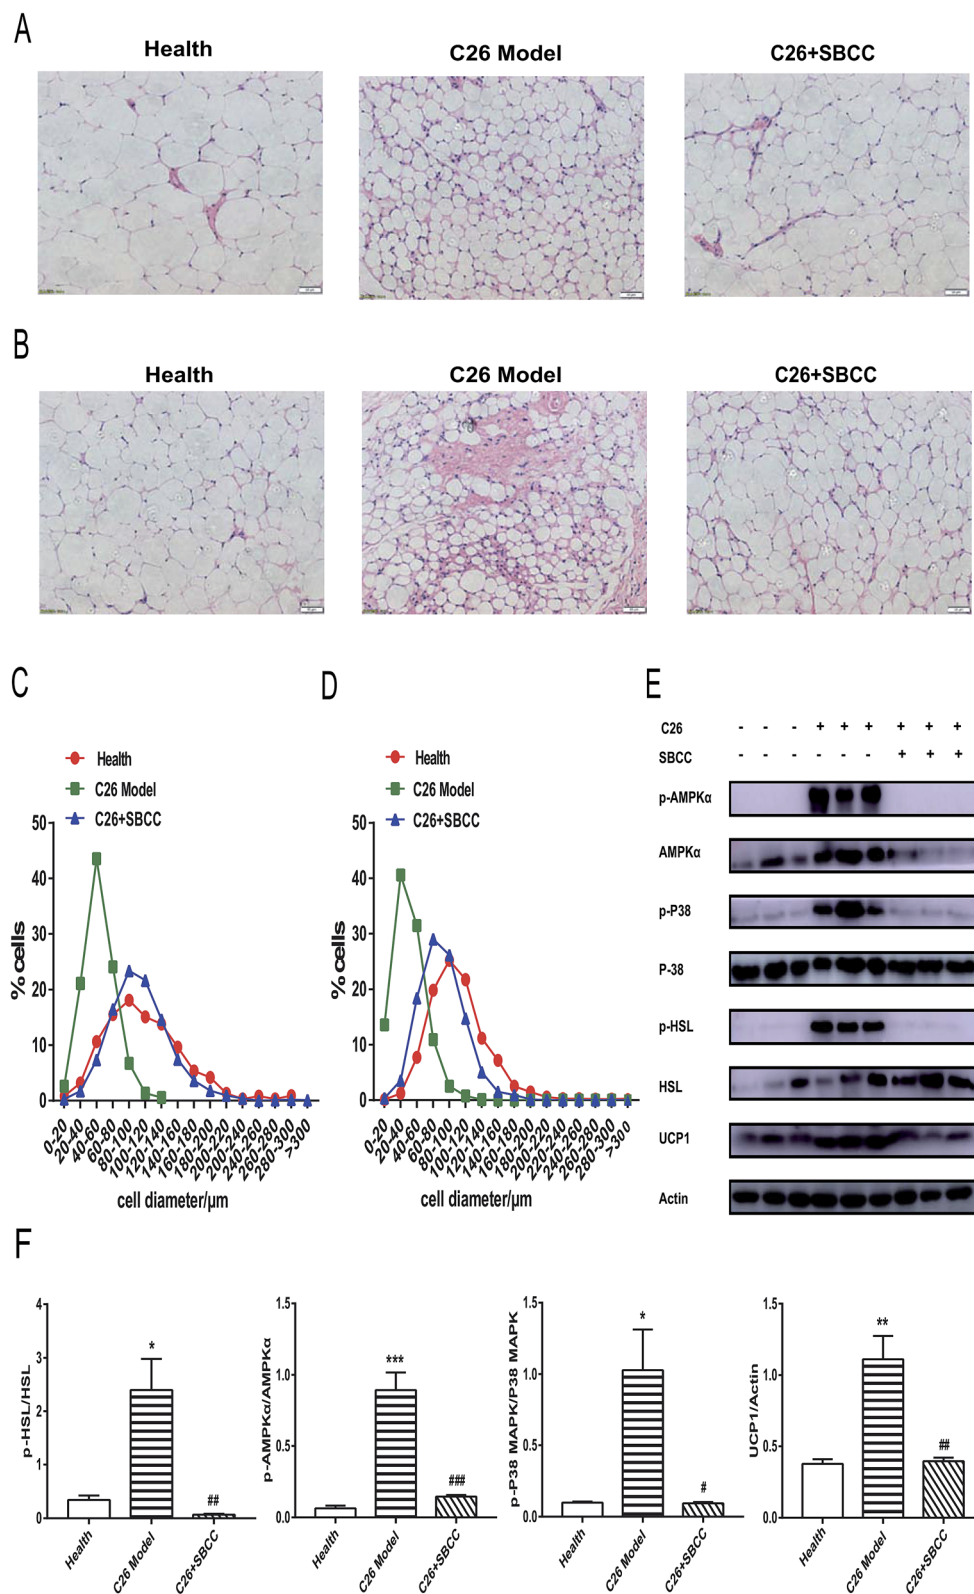 A
Health
C26 Model
C26+SBCC
B
Health
C26 Model
C26+SBCC
C
D
E
Health
C26 Model
C26+SBCC
50
40
30
20
10
0
% cells
0-20
20-40
40-60
60-80
80-100
100-120
120-140
140-160
160-180
180-200
200-220
220-240
240-260
260-280
280-300
>300
cell diameter/μm
Health
C26 Model
C26+SBCC
50
40
30
20
10
0
% cells
0-20
20-40
40-60
60-80
80-100
100-120
120-140
140-160
160-180
180-200
200-220
220-240
240-260
260-280
280-300
>300
cell diameter/μm
C26 - - - + + + + + +
SBCC - - - - - - + + +
p-AMPKα
AMPKα
p-P38
P-38
p-HSL
HSL
UCP1
Actin
F
4
3
2
1
0
p-HSL/HSL
*
##
Health
C26 Model
C26+SBCC
1.5
1.0
0.5
0.0
p-AMPKα/AMPKα
***
###
Health
C26 Model
C26+SBCC
1.5
1.0
0.5
0.0
p-P38 MAPK/P38 MAPK
*
#
Health
C26 Model
C26+SBCC
1.5
1.0
0.5
0.0
UCP1/Actin
**
##
Health
C26 Model
C26+SBCC